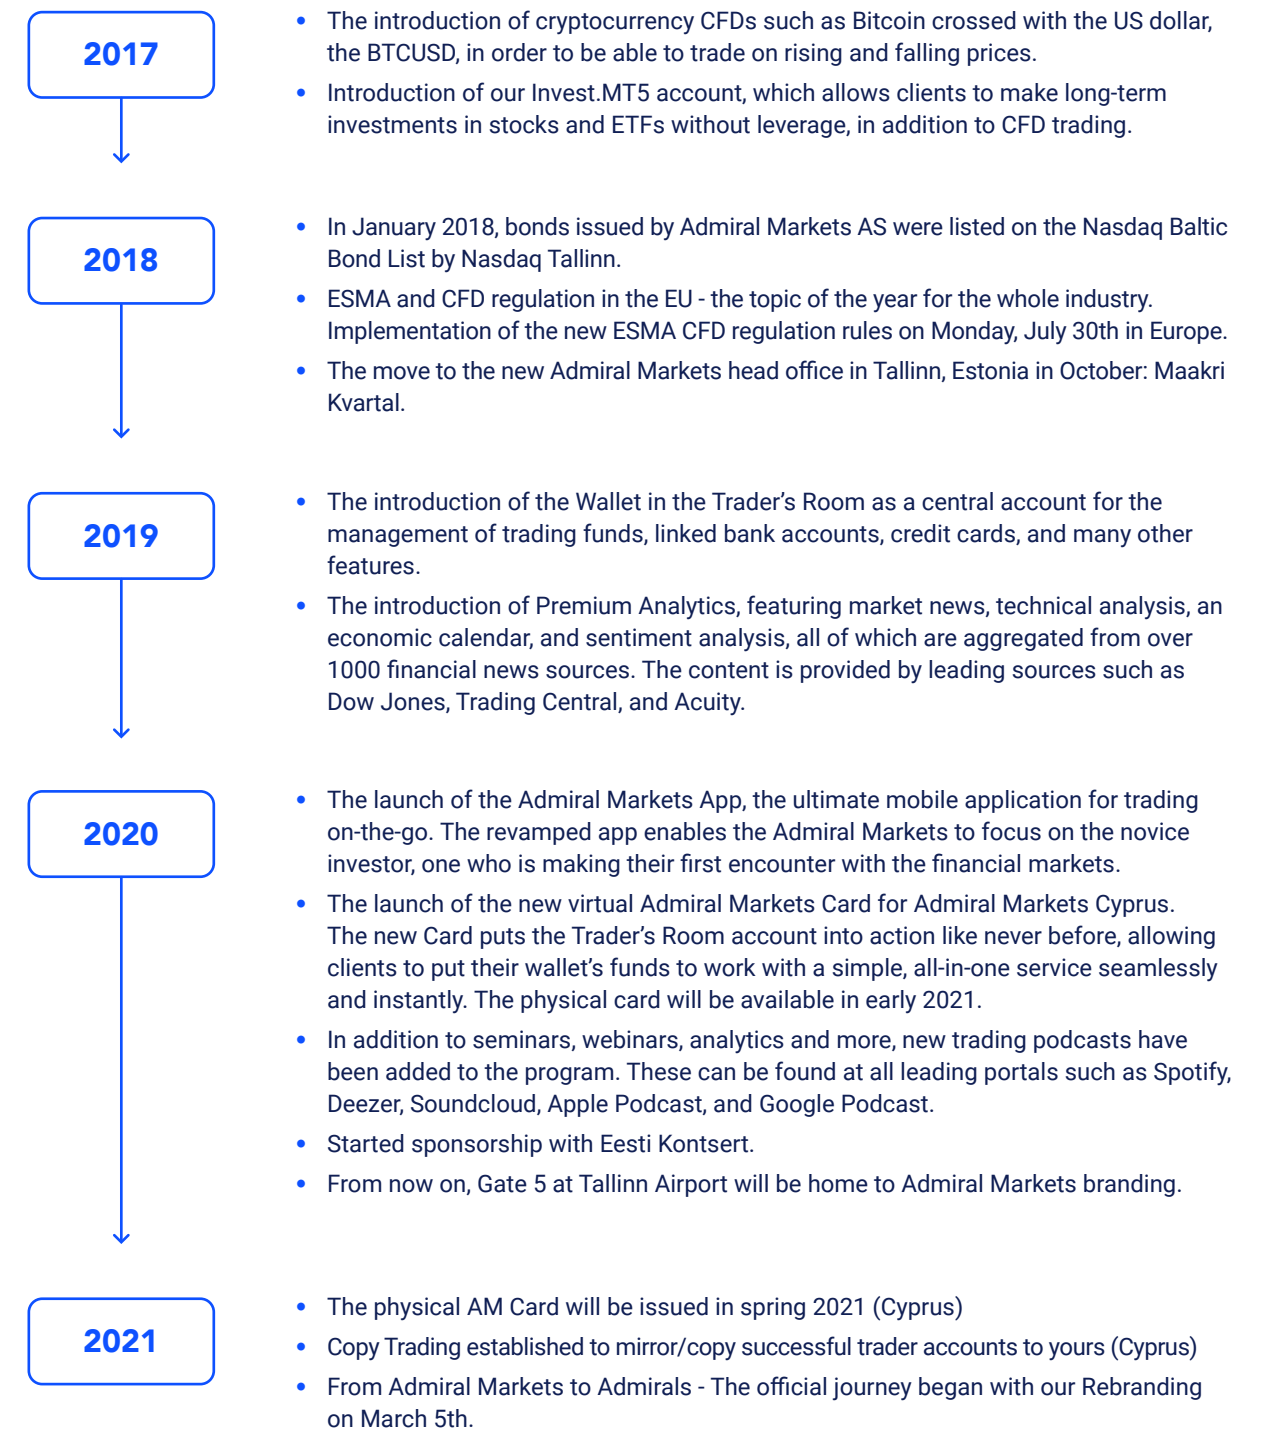 2017
• The introduction of cryptocurrency CFDs such as Bitcoin crossed with the US dollar,
the BTCUSD, in order to be able to trade on rising and falling prices.
• Introduction of our Invest.MT5 account, which allows clients to make long-term
investments in stocks and ETFs without leverage, in addition to CFD trading.
2018
• In January 2018, bonds issued by Admiral Markets AS were listed on the Nasdaq Baltic
Bond List by Nasdaq Tallinn.
• ESMA and CFD regulation in the EU - the topic of the year for the whole industry.
Implementation of the new ESMA CFD regulation rules on Monday, July 30th in Europe.
• The move to the new Admiral Markets head office in Tallinn, Estonia in October: Maakri
Kvartal.
2019
• The introduction of the Wallet in the Trader’s Room as a central account for the
management of trading funds, linked bank accounts, credit cards, and many other
features.
• The introduction of Premium Analytics, featuring market news, technical analysis, an
economic calendar, and sentiment analysis, all of which are aggregated from over
1000 financial news sources. The content is provided by leading sources such as
Dow Jones, Trading Central, and Acuity.
2020
• The launch of the Admiral Markets App, the ultimate mobile application for trading
on-the-go. The revamped app enables the Admiral Markets to focus on the novice
investor, one who is making their first encounter with the financial markets.
• The launch of the new virtual Admiral Markets Card for Admiral Markets Cyprus.
The new Card puts the Trader’s Room account into action like never before, allowing
clients to put their wallet’s funds to work with a simple, all-in-one service seamlessly
and instantly. The physical card will be available in early 2021.
• In addition to seminars, webinars, analytics and more, new trading podcasts have
been added to the program. These can be found at all leading portals such as Spotify,
Deezer, Soundcloud, Apple Podcast, and Google Podcast.
• Started sponsorship with Eesti Kontsert.
• From now on, Gate 5 at Tallinn Airport will be home to Admiral Markets branding.
2021
• The physical AM Card will be issued in spring 2021 (Cyprus)
• Copy Trading established to mirror/copy successful trader accounts to yours (Cyprus)
• From Admiral Markets to Admirals - The official journey began with our Rebranding
on March 5th.